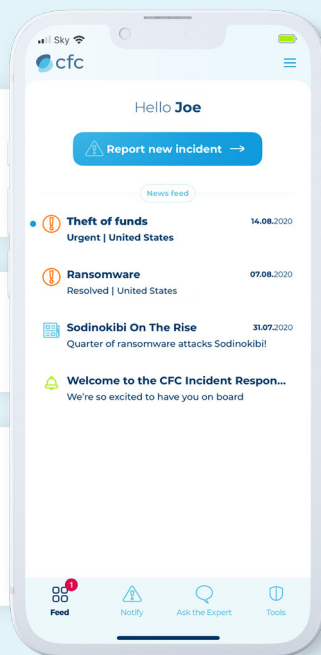 Sky
cfc
Hello Joe
Report new incident →
News feed
Theft of funds 14.08.2020
Urgent | United States
Ransomware 07.08.2020
Resolved | United States
Sodinokibi On The Rise 31.07.2020
Quarter of ransomware attacks Sodinokibi!
Welcome to the CFC Incident Respon...
We're so excited to have you on board
1
Feed Notify Ask the Expert Tools